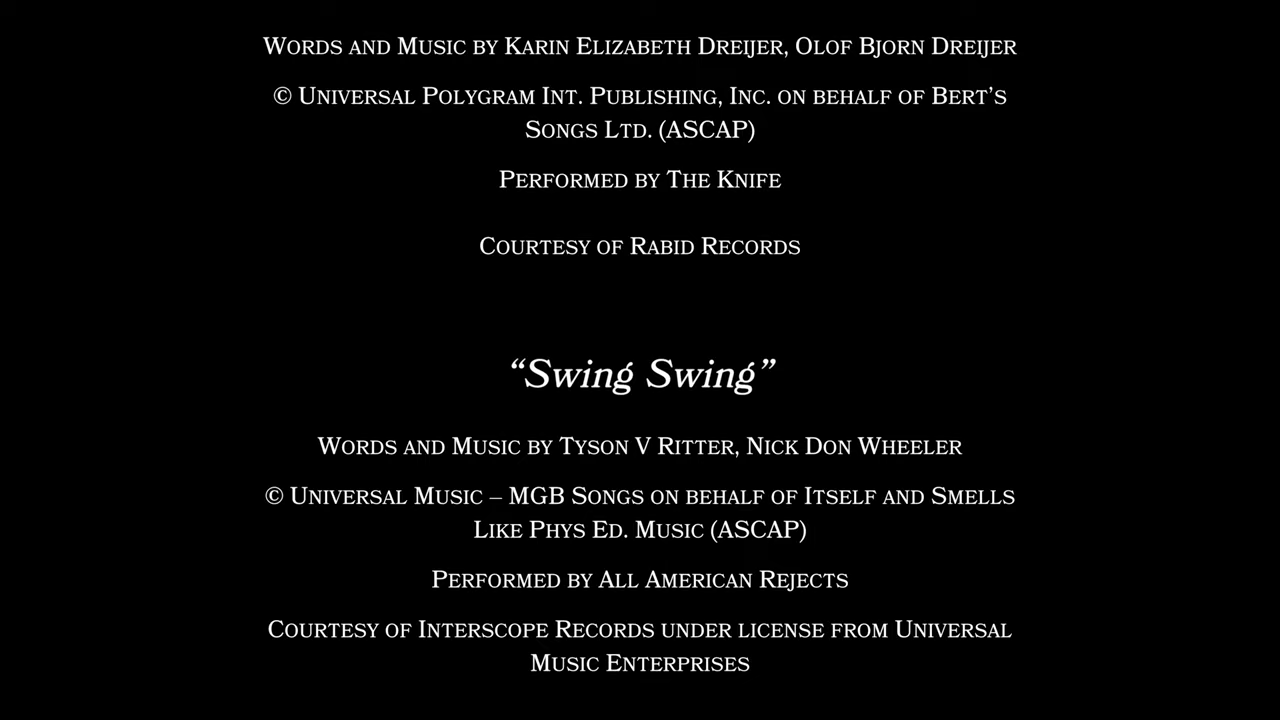 Words and Music by Karin Elizabeth Dreijer, Olof Bjorn Dreijer
© Universal Polygram Int. Publishing, Inc. on behalf of Bert’s
Songs Ltd. (ASCAP)
Performed by The Knife
Courtesy of Rabid Records
“Swing Swing”
Words and Music by Tyson V Ritter, Nick Don Wheeler
© Universal Music – MGB Songs on behalf of Itself and Smells
Like Phys Ed. Music (ASCAP)
Performed by All American Rejects
Courtesy of Interscope Records under license from Universal
Music Enterprises